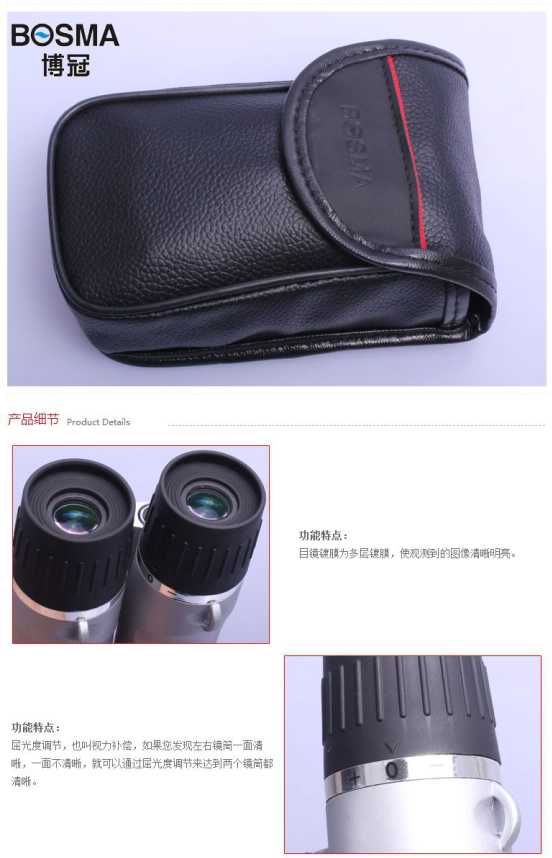 BOSMA
博冠
BOSMA
产品细节 Product Details
功能特点：
目镜镀膜为多层镀膜，使观测到的图像清晰明亮。
0 −
功能特点：
屈光度调节，也叫视力补偿，如果您发现左右镜筒一面清
晰，一面不清晰，就可以通过屈光度调节来达到两个镜筒都
清晰。
+ 0 −